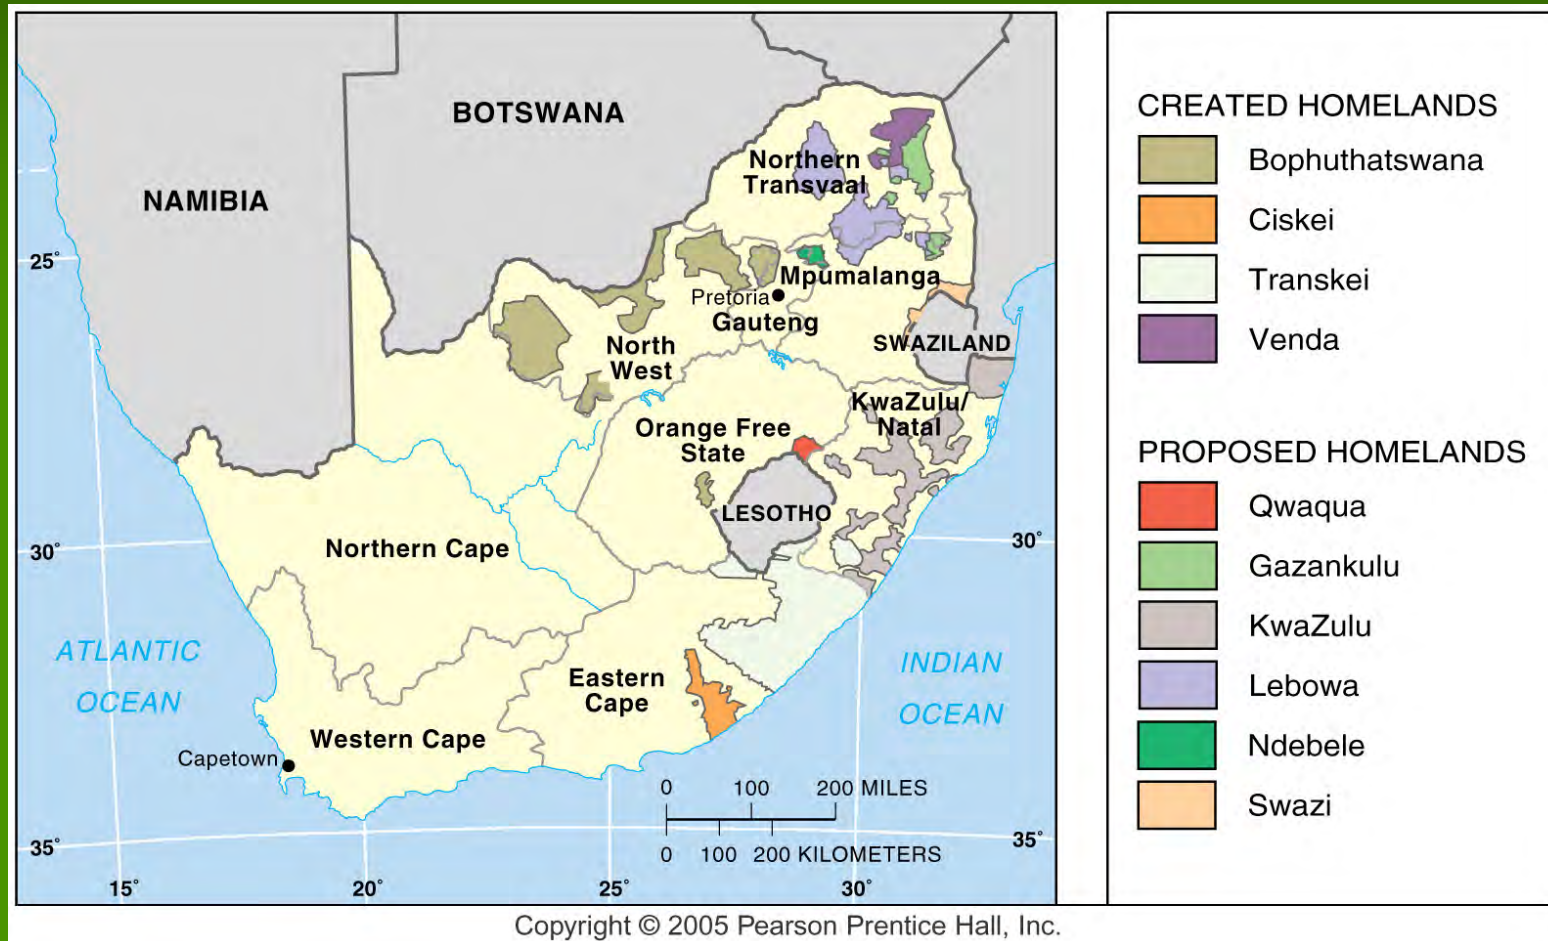 BOTSWANA
NAMIBIA
Northern
Transvaal
25°
Mpumalanga
Pretoria
Gauteng
SWAZILAND
North
West
KwaZulu/
Natal
Orange Free
State
LESOTHO
30°
30°
Northern Cape
ATLANTIC
OCEAN
INDIAN
OCEAN
Eastern
Cape
Western Cape
Capetown
0 100 200 MILES
0 100 200 KILOMETERS
35°
35°
15° 20° 25° 30°
CREATED HOMELANDS
Bophuthatswana
Ciskei
Transkei
Venda
PROPOSED HOMELANDS
Qwaqua
Gazankulu
KwaZulu
Lebowa
Ndebele
Swazi
Copyright © 2005 Pearson Prentice Hall, Inc.